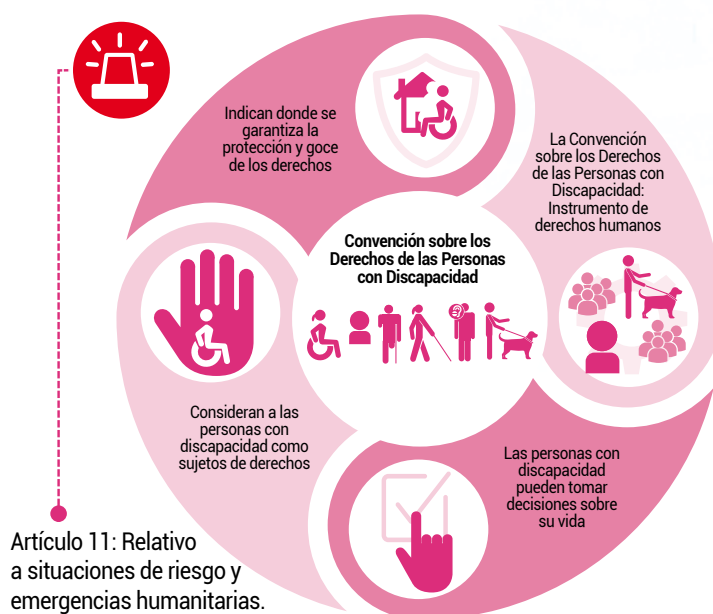 Indican donde se
garantiza la
protección y goce
de los derechos
La Convención
sobre los Derechos
de las Personas con
Discapacidad:
Instrumento de
derechos humanos
Convención sobre los
Derechos de las Personas
con Discapacidad
Consideran a las
personas con
discapacidad como
sujetos de derechos
Las personas con
discapacidad
pueden tomar
decisiones sobre
su vida
Artículo 11: Relativo
a situaciones de riesgo y
emergencias humanitarias.